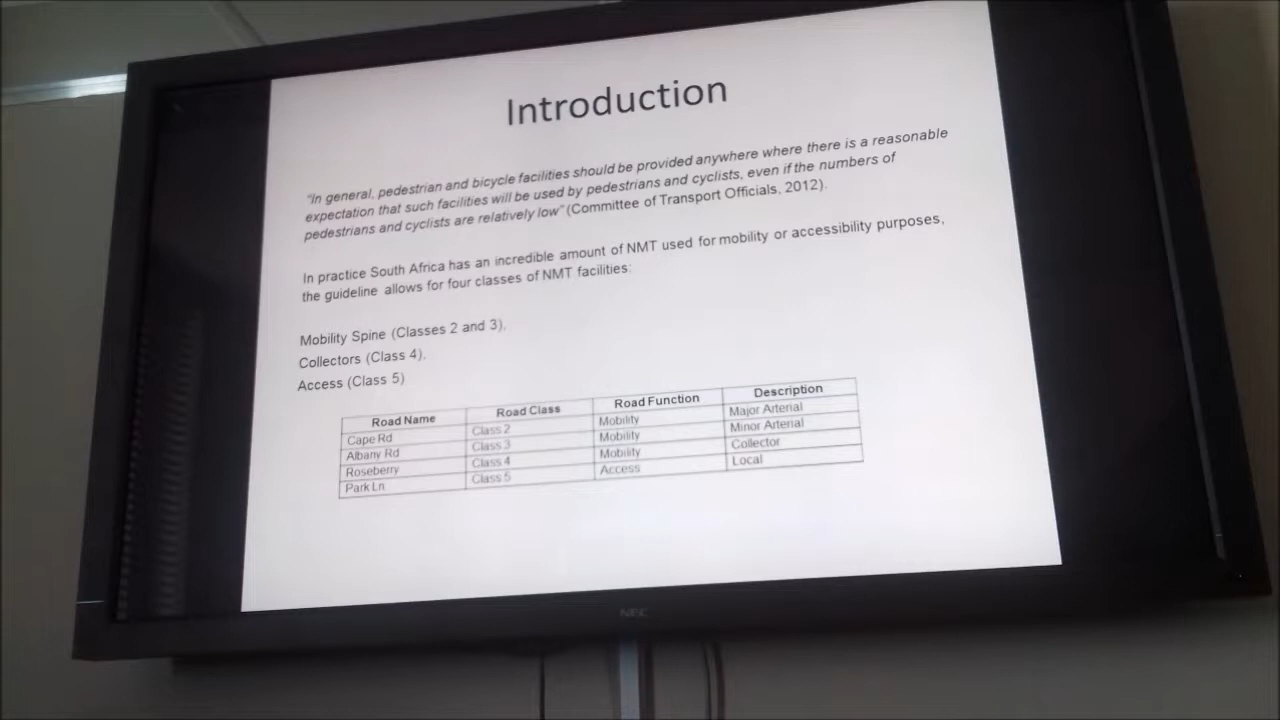 Introduction
"In general, pedestrian and bicycle facilities should be provided anywhere where there is a reasonable
expectation that such facilities will be used by pedestrians and cyclists, even if the numbers of
pedestrians and cyclists are relatively low" (Committee of Transport Officials, 2012).
In practice South Africa has an incredible amount of NMT used for mobility or accessibility purposes,
the guideline allows for four classes of NMT facilities:
Mobility Spine (Classes 2 and 3),
Collectors (Class 4),
Access (Class 5)
Road Name Road Class Road Function Description
Cape Rd Class 2 Mobility Major Arterial
Albany Rd Class 3 Mobility Minor Arterial
Roseberry Class 4 Mobility Collector
Park Ln Class 5 Access Local
NEC